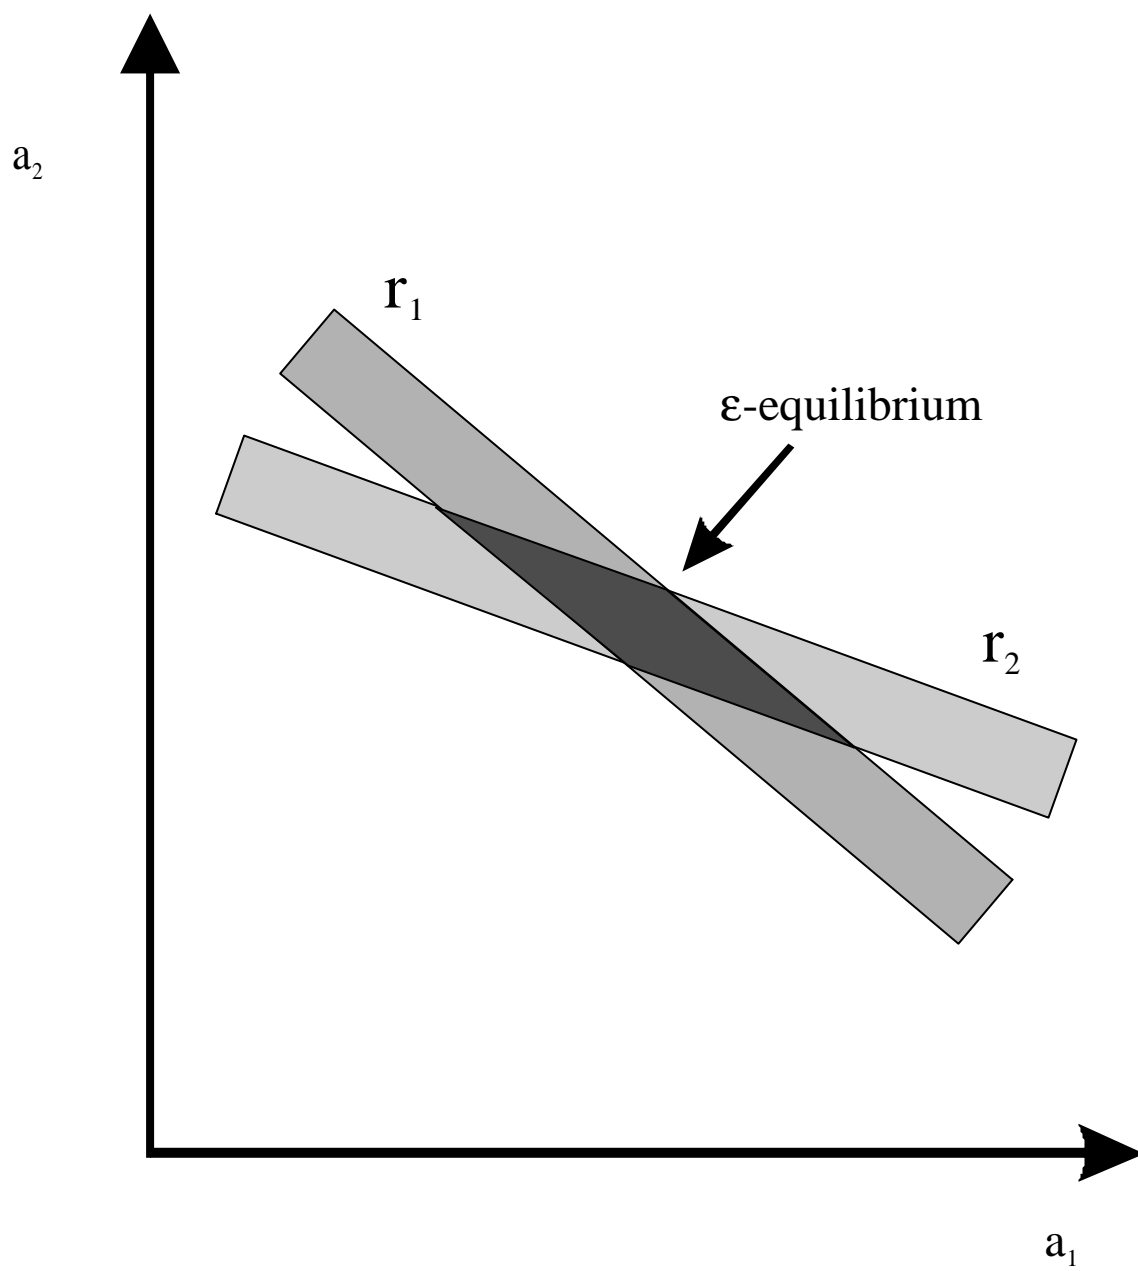 a₂
r₁
ε-equilibrium
r₂
a₁